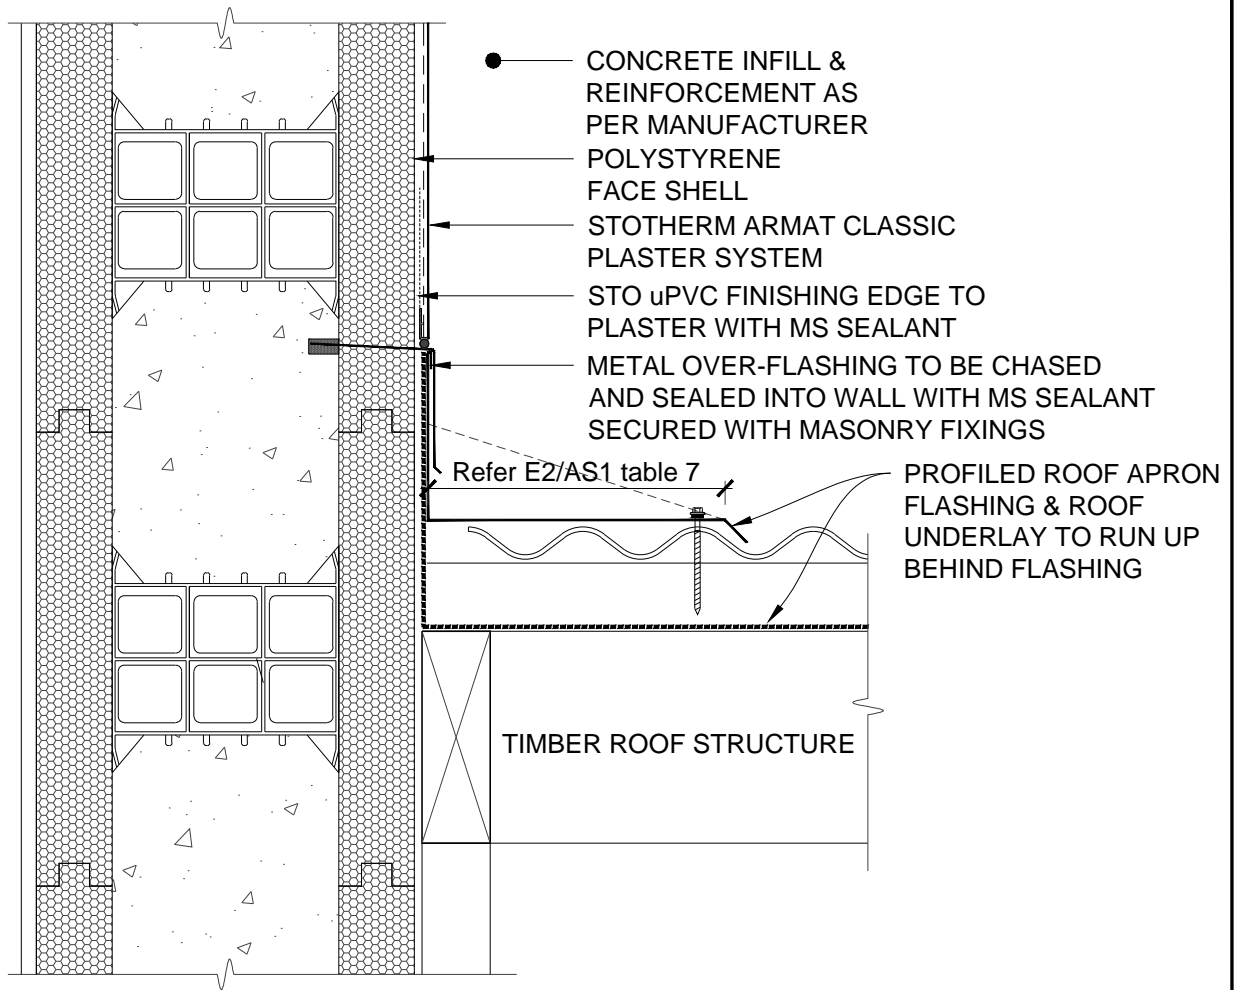 CONCRETE INFILL &
REINFORCEMENT AS
PER MANUFACTURER
POLYSTYRENE
FACE SHELL
STOTHERM ARMAT CLASSIC
PLASTER SYSTEM
STO uPVC FINISHING EDGE TO
PLASTER WITH MS SEALANT
METAL OVER-FLASHING TO BE CHASED
AND SEALED INTO WALL WITH MS SEALANT
SECURED WITH MASONRY FIXINGS
Refer E2/AS1 table 7
PROFILED ROOF APRON
FLASHING & ROOF
UNDERLAY TO RUN UP
BEHIND FLASHING
TIMBER ROOF STRUCTURE